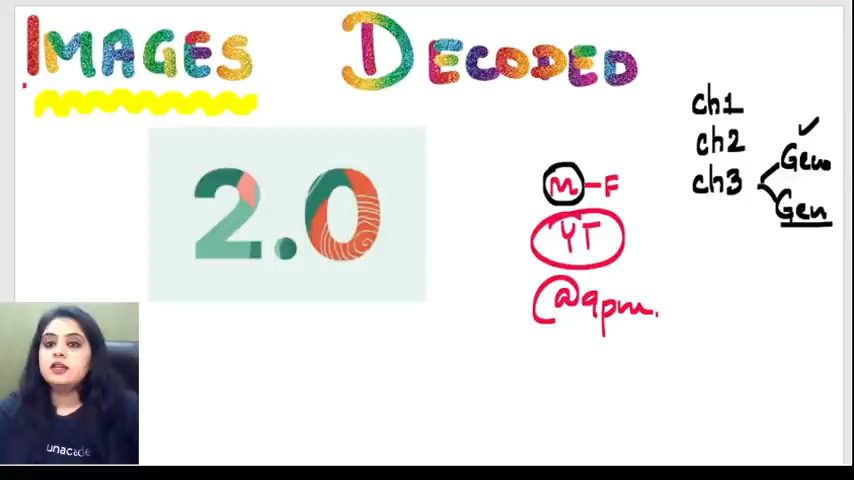 IMAGES DECODED
2.0
M-F
YT
@9pm.
ch1
ch2
ch3
Gen
Gen
unacade